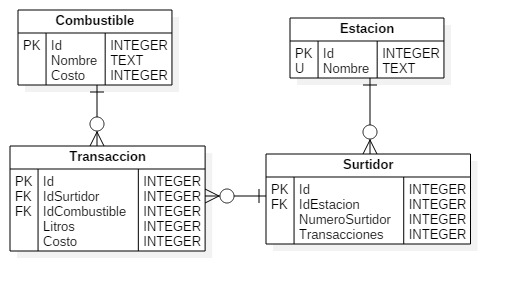 Combustible
PK Id INTEGER
Nombre TEXT
Costo INTEGER
Estacion
PK Id INTEGER
U Nombre TEXT
Transaccion
PK Id INTEGER
FK IdSurtidor INTEGER
FK IdCombustible INTEGER
Litros INTEGER
Costo INTEGER
Surtidor
PK Id INTEGER
FK IdEstacion INTEGER
NumeroSurtidor INTEGER
Transacciones INTEGER